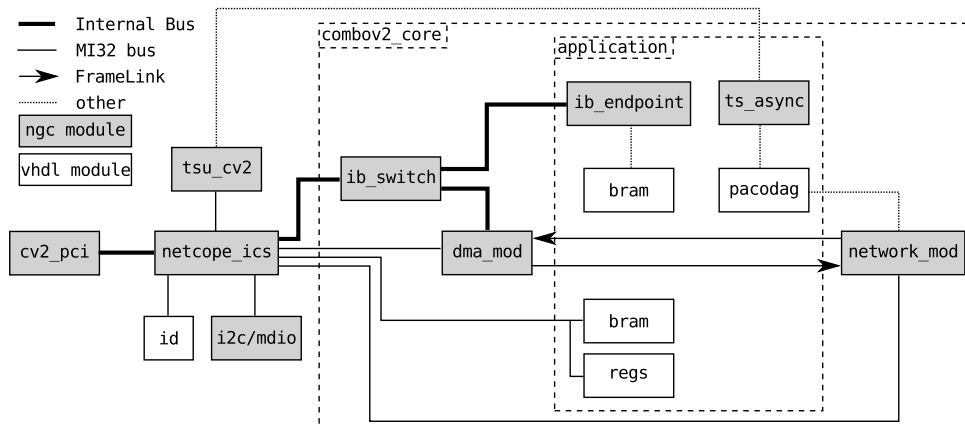 Internal Bus
MI32 bus
FrameLink
other
ngc module
vhdl module
combov2_core
application
ib_endpoint
ts_async
tsu_cv2
ib_switch
bram
pacodag
cv2_pci
netcope_ics
dma_mod
network_mod
id
i2c/mdio
bram
regs